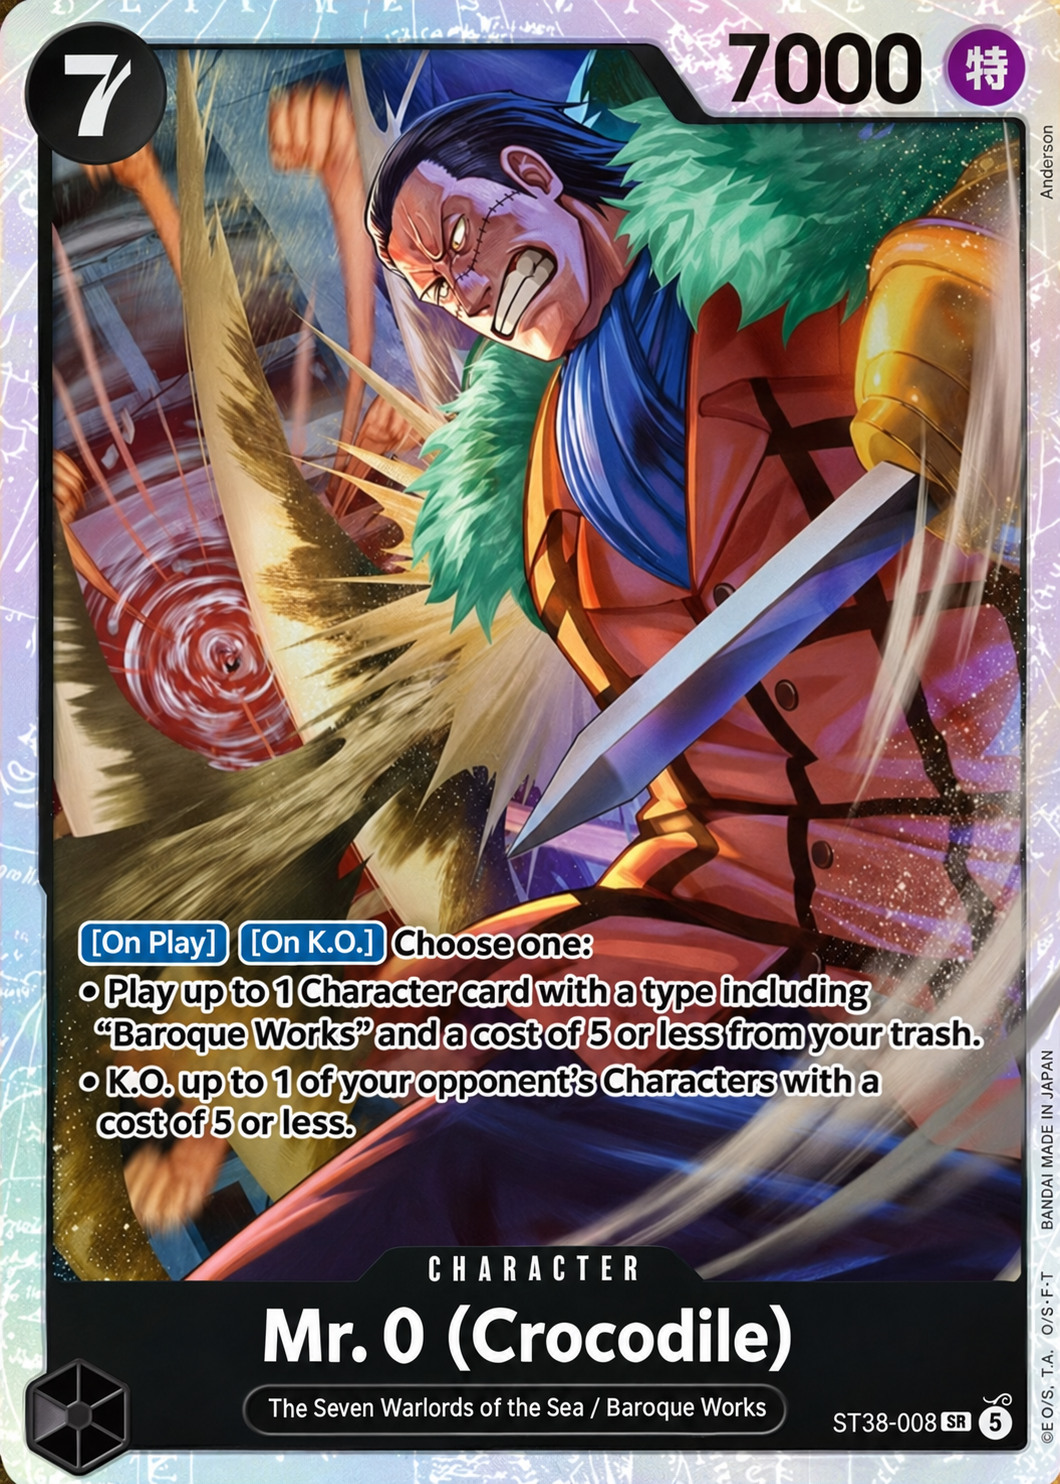 7
7000 特
Anderson
[On Play] [On K.O.] Choose one:
• Play up to 1 Character card with a type including
“Baroque Works” and a cost of 5 or less from your trash.
• K.O. up to 1 of your opponent's Characters with a
cost of 5 or less.
CHARACTER
Mr. 0 (Crocodile)
The Seven Warlords of the Sea / Baroque Works
ST38-008 SR 5
©E O/S, T.A. O/S・F・T BANDAI MADE IN JAPAN